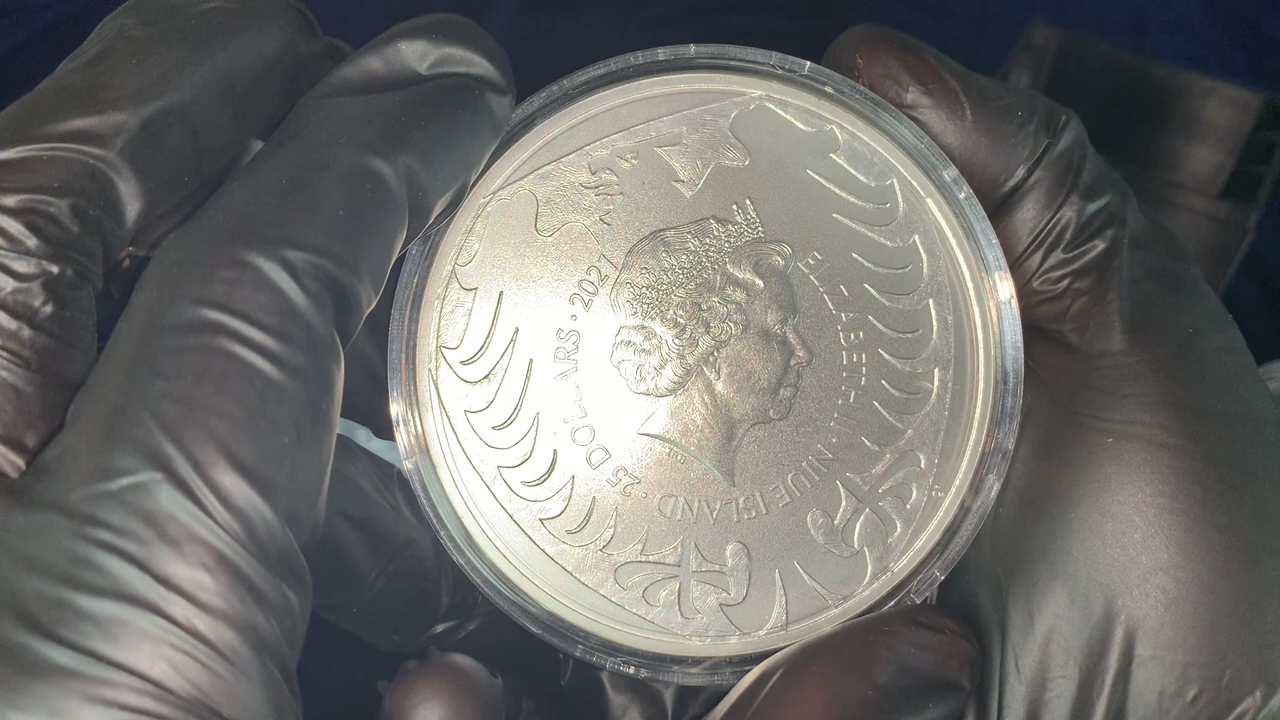 ELIZABETH II · NIUE ISLAND · 25 DOLLARS · 2021